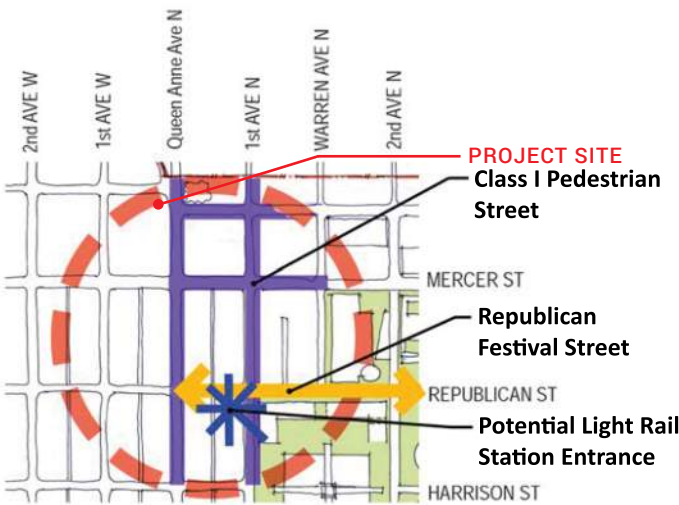 2nd AVE W
1st AVE W
Queen Anne Ave N
1st AVE N
WARREN AVE N
2nd AVE N
PROJECT SITE
Class I Pedestrian
Street
MERCER ST
Republican
Festival Street
REPUBLICAN ST
Potential Light Rail
Station Entrance
HARRISON ST